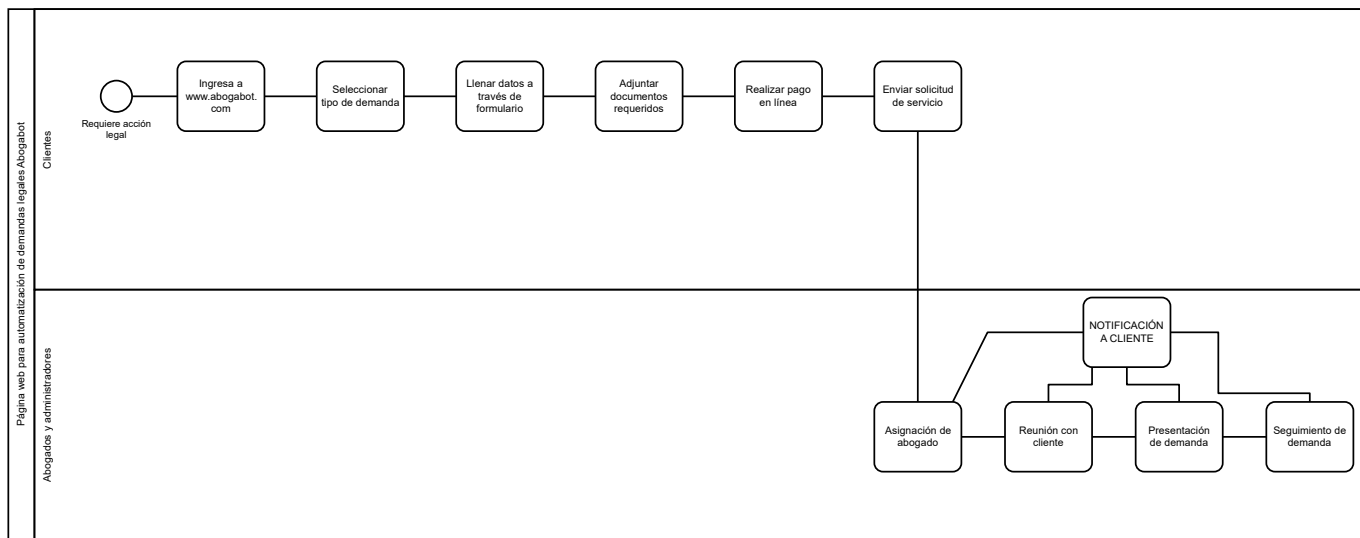 Página web para automatización de demandas legales Abogabot
Clientes
Requiere acción
legal
Ingresa a
www.abogabot.
com
Seleccionar
tipo de demanda
Llenar datos a
través de
formulario
Adjuntar
documentos
requeridos
Realizar pago
en línea
Enviar solicitud
de servicio
Abogados y administradores
NOTIFICACIÓN
A CLIENTE
Asignación de
abogado
Reunión con
cliente
Presentación
de demanda
Seguimiento de
demanda